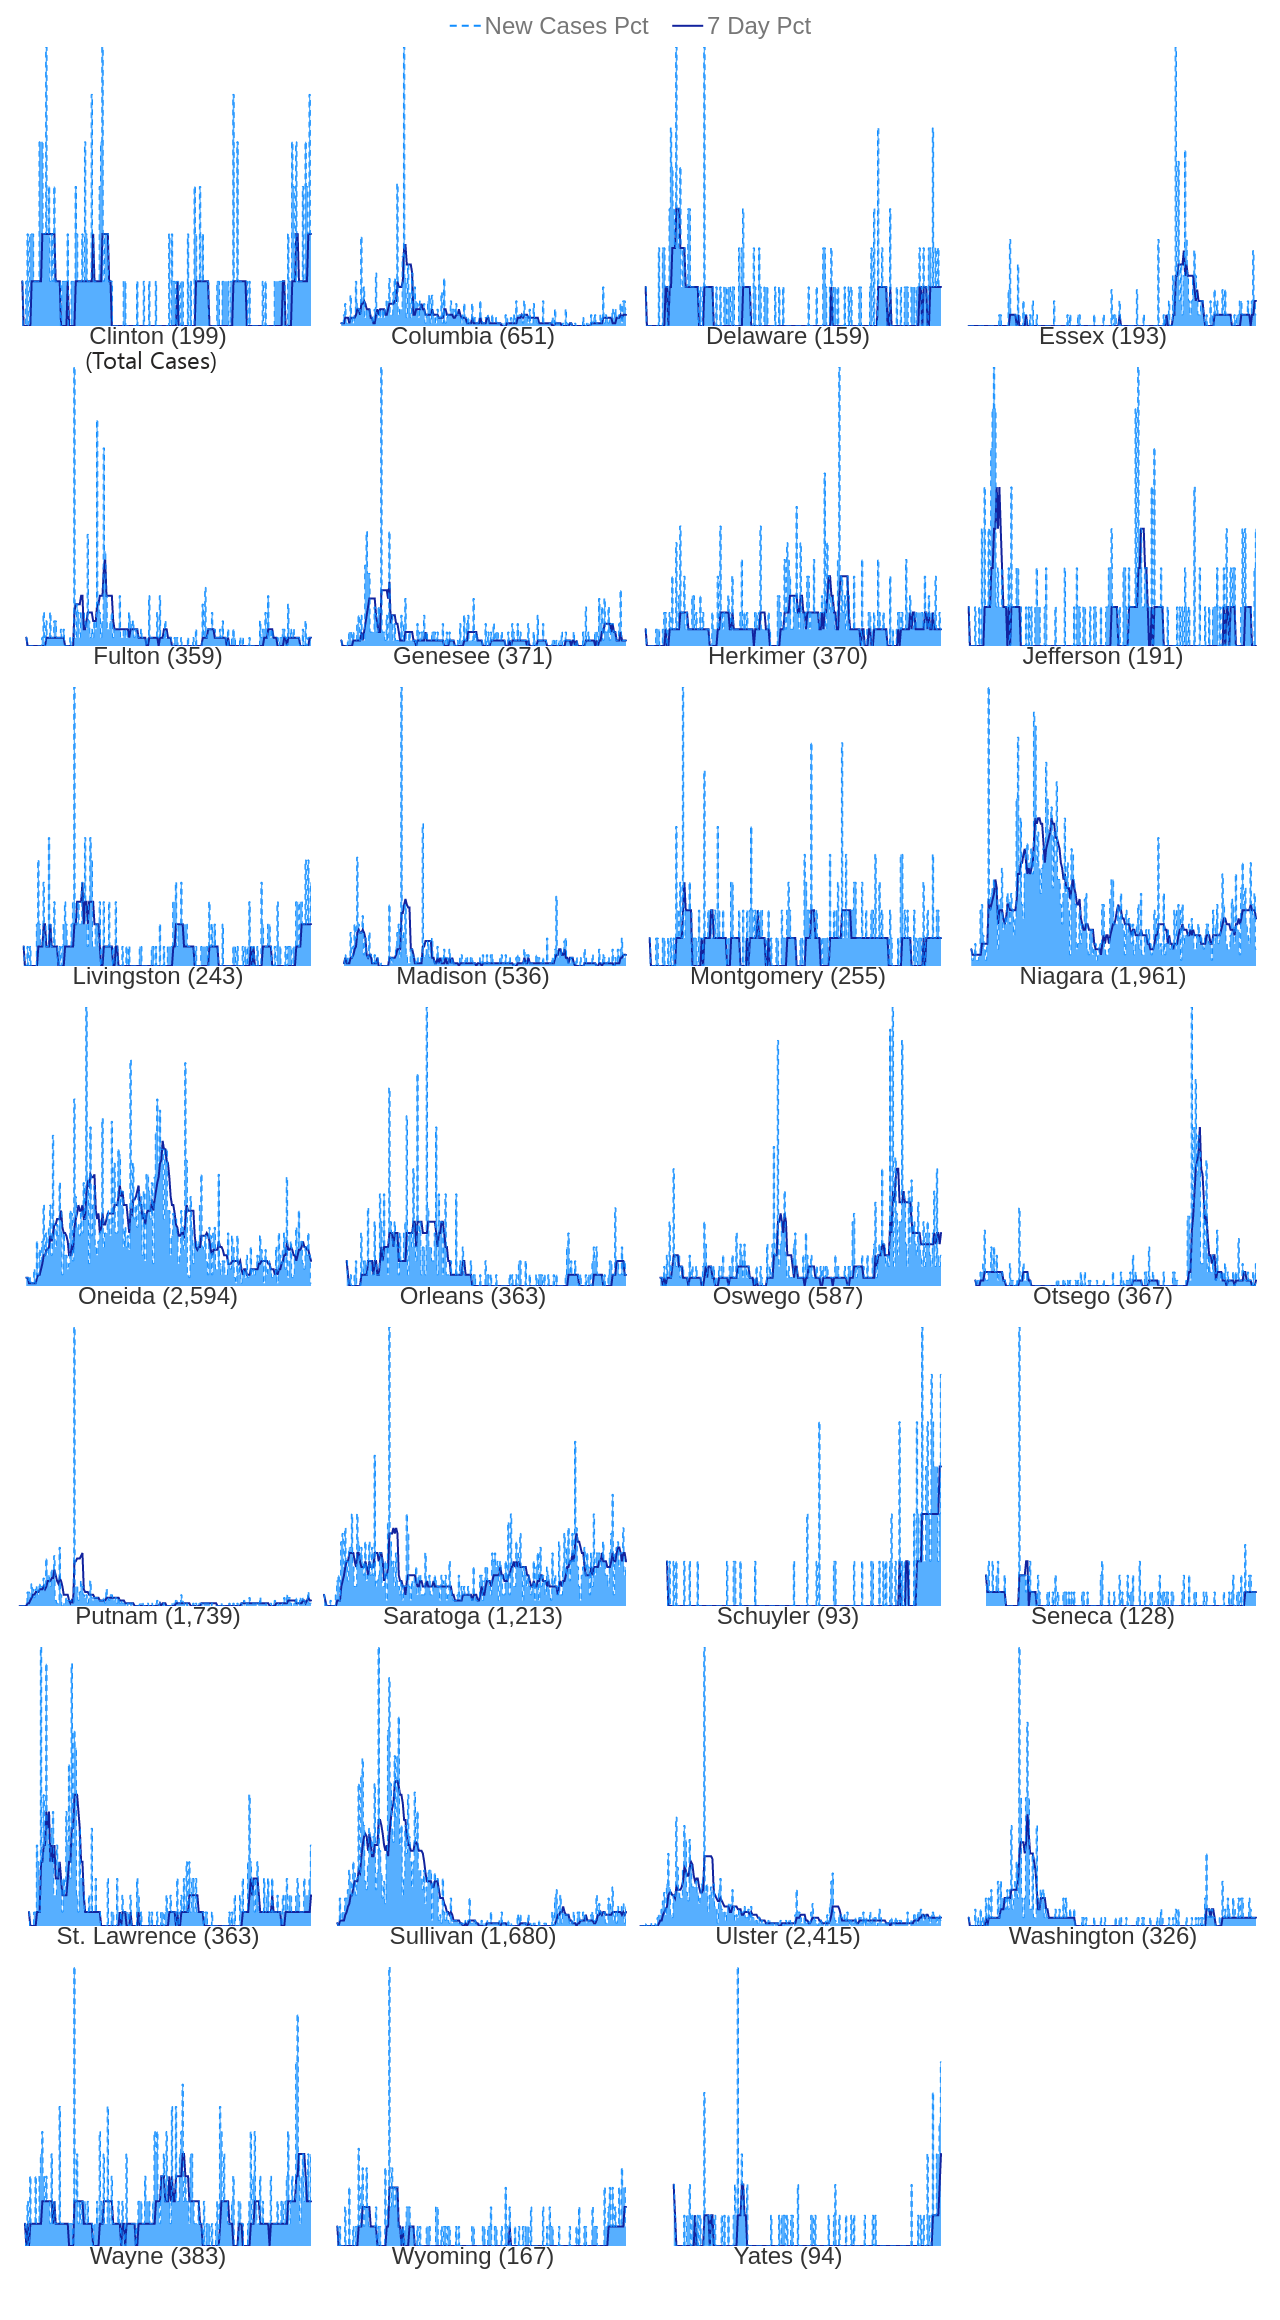 New Cases Pct 7 Day Pct
Clinton (199) Columbia (651) Delaware (159) Essex (193)
(Total Cases)
Fulton (359) Genesee (371) Herkimer (370) Jefferson (191)
Livingston (243) Madison (536) Montgomery (255) Niagara (1,961)
Oneida (2,594) Orleans (363) Oswego (587) Otsego (367)
Putnam (1,739) Saratoga (1,213) Schuyler (93) Seneca (128)
St. Lawrence (363) Sullivan (1,680) Ulster (2,415) Washington (326)
Wayne (383) Wyoming (167) Yates (94)